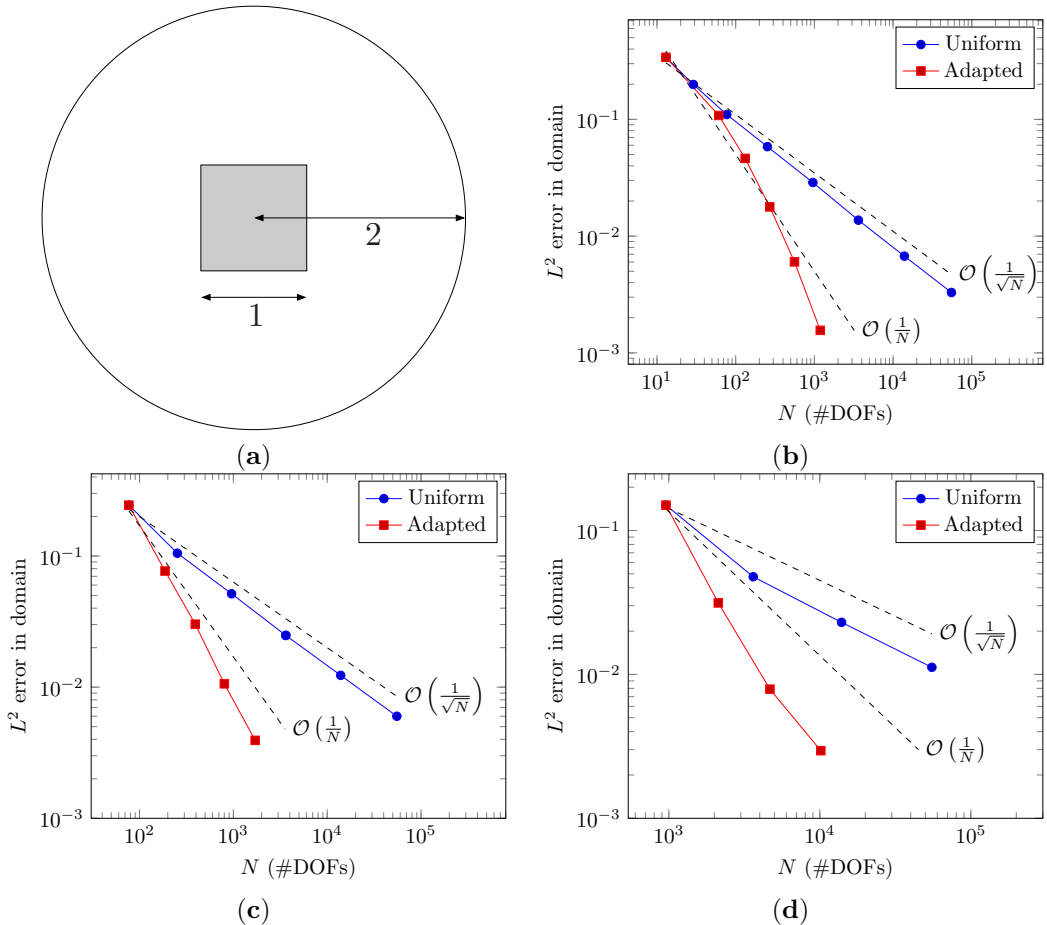 2
1
(a)
Uniform
Adapted
10⁻¹
10⁻²
10⁻³
L² error in domain
𝒪(1/√N)
𝒪(1/N)
10¹ 10² 10³ 10⁴ 10⁵
N (#DOFs)
(b)
Uniform
Adapted
10⁻¹
10⁻²
10⁻³
L² error in domain
𝒪(1/√N)
𝒪(1/N)
10² 10³ 10⁴ 10⁵
N (#DOFs)
(c)
Uniform
Adapted
10⁻¹
10⁻²
10⁻³
L² error in domain
𝒪(1/√N)
𝒪(1/N)
10³ 10⁴ 10⁵
N (#DOFs)
(d)